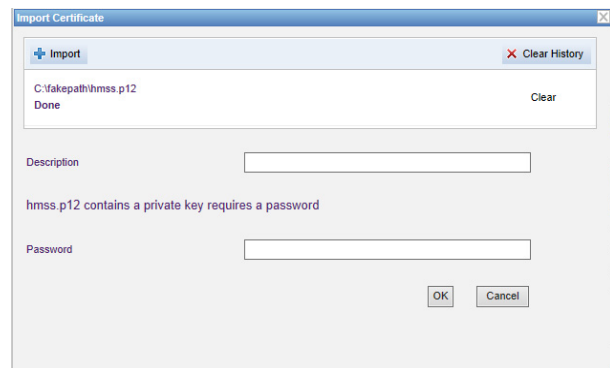 Import Certificate
Import
Clear History
C:\fakepath\hmss.p12
Done
Clear
Description
hmss.p12 contains a private key requires a password
Password
OK
Cancel